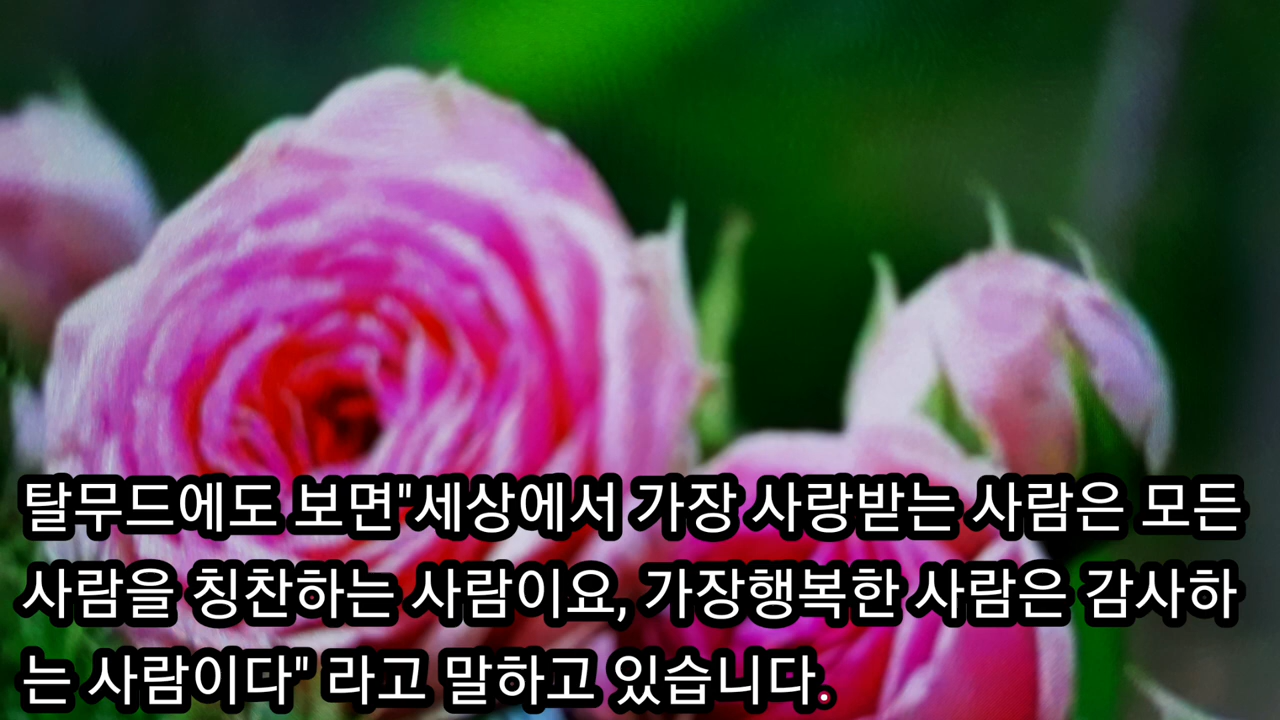 탈무드에도 보면"세상에서 가장 사랑받는 사람은 모든
사람을 칭찬하는 사람이요, 가장행복한 사람은 감사하
는 사람이다" 라고 말하고 있습니다.